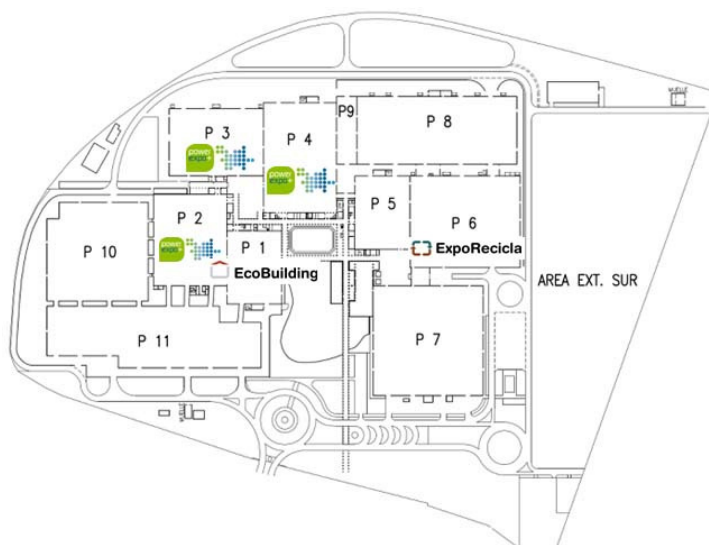 P9
P 3
P 4
P 8
power
expo+
power
expo+
P 5
P 6
P 2
P 10
power
expo+
P 1
ExpoRecicla
EcoBuilding
AREA EXT. SUR
P 11
P 7